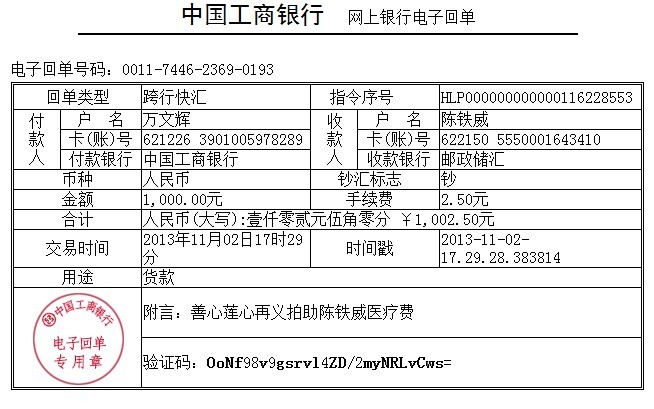 中国工商银行 网上银行电子回单
电子回单号码：0011-7446-2369-0193
回单类型 跨行快汇 指令序号 HLP000000000000116228553
付款人 户 名 万文辉 收款人 户 名 陈铁威
卡(账)号 621226 3901005978289 卡(账)号 622150 5550001643410
付款银行 中国工商银行 收款银行 邮政储汇
币种 人民币 钞汇标志 钞
金额 1,000.00元 手续费 2.50元
合计 人民币(大写):壹仟零贰元伍角零分 ￥1,002.50元
交易时间 2013年11月02日17时29分 时间戳 2013-11-02-17.29.28.383814
用途 货款
中国工商银行
电子回单
专用章
附言：善心莲心再义拍助陈铁威医疗费
验证码：OoNf98v9gsrvl4ZD/2myNRLvCws=